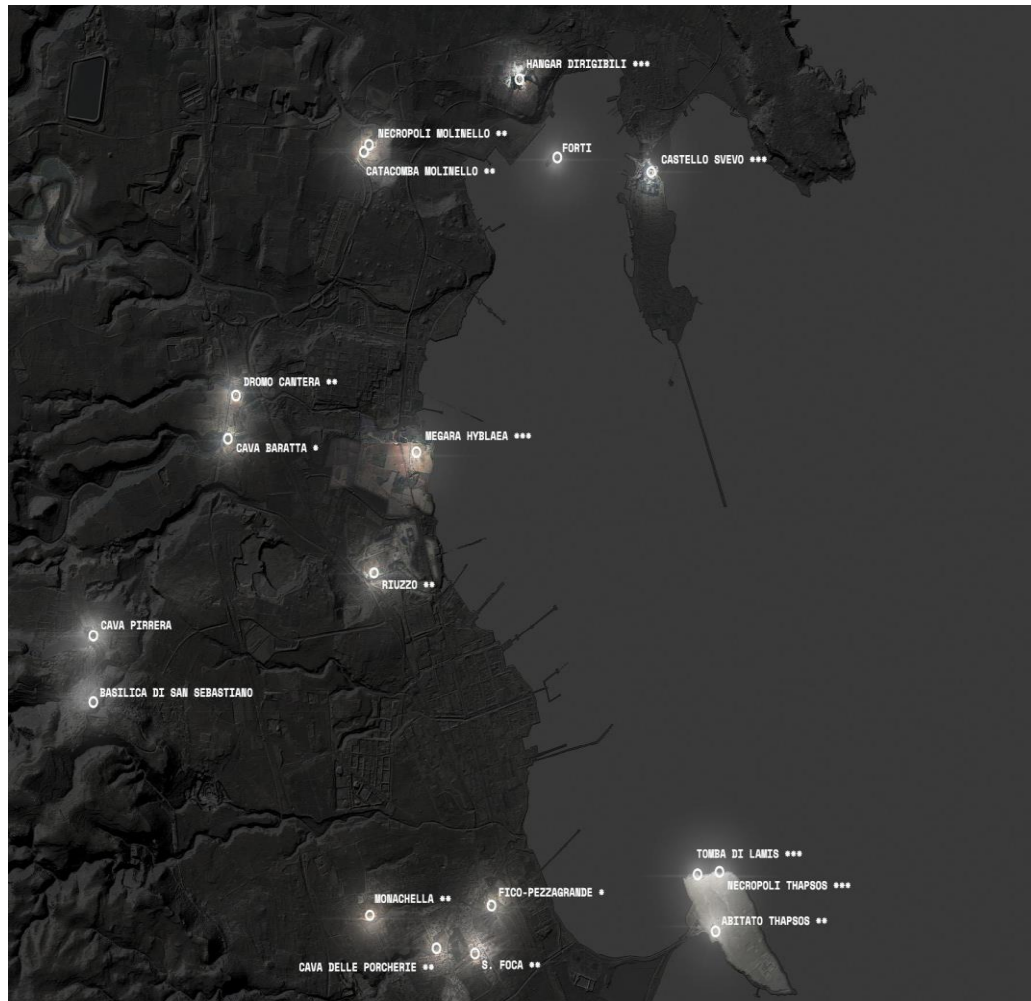 HANGAR DIRIGIBILI ***
NECROPOLI MOLINELLO **
FORTI
CASTELLO SVEVO ***
CATACOMBA MOLINELLO **
DROMO CANTERA **
MEGARA HYBLAEA ***
CAVA BARATTA *
RIUZZO **
CAVA PIRRERA
BASILICA DI SAN SEBASTIANO
TOMBA DI LAMIS ***
NECROPOLI THAPSOS ***
FICO-PEZZAGRANDE *
MONACHELLA **
ABITATO THAPSOS **
CAVA DELLE PORCHERIE **
S. FOCA **